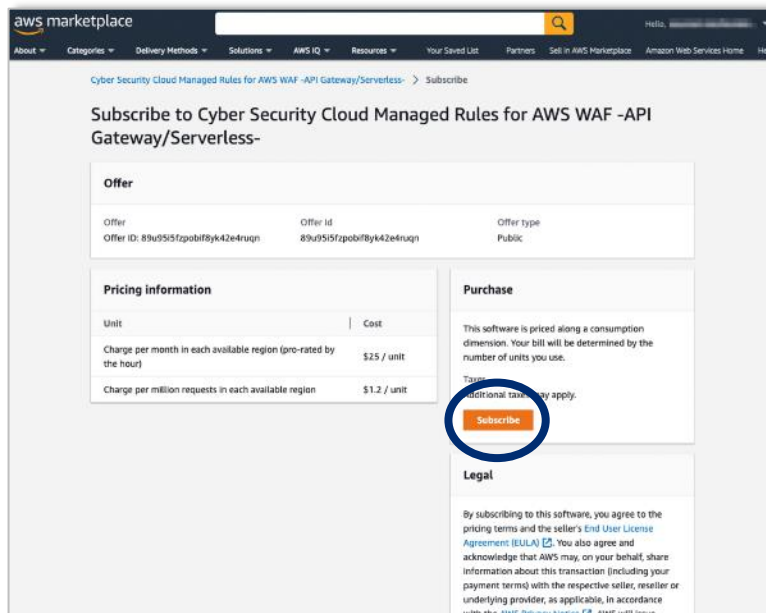 aws marketplace
Hello,
About Categories Delivery Methods Solutions AWS IQ Resources Your Saved List Partners Sell in AWS Marketplace Amazon Web Services Home
Cyber Security Cloud Managed Rules for AWS WAF -API Gateway/Serverless- > Subscribe
Subscribe to Cyber Security Cloud Managed Rules for AWS WAF -API
Gateway/Serverless-
Offer
Offer Offer Id Offer type
Offer ID: 89u95i5fzpobif8yk42e4ruqn 89u95i5fzpobif8yk42e4ruqn Public
Pricing information
Unit Cost
Charge per month in each available region (pro-rated by
the hour) $25 / unit
Charge per million requests in each available region $1.2 / unit
Purchase
This software is priced along a consumption
dimension. Your bill will be determined by the
number of units you use.
Taxes
Additional taxes may apply.
Subscribe
Legal
By subscribing to this software, you agree to the
pricing terms and the seller's End User License
Agreement (EULA). You also agree and
acknowledge that AWS may, on your behalf, share
information about this transaction (including your
payment terms) with the respective seller, reseller or
underlying provider, as applicable, in accordance
with the AWS Privacy Notice. AWS will issue